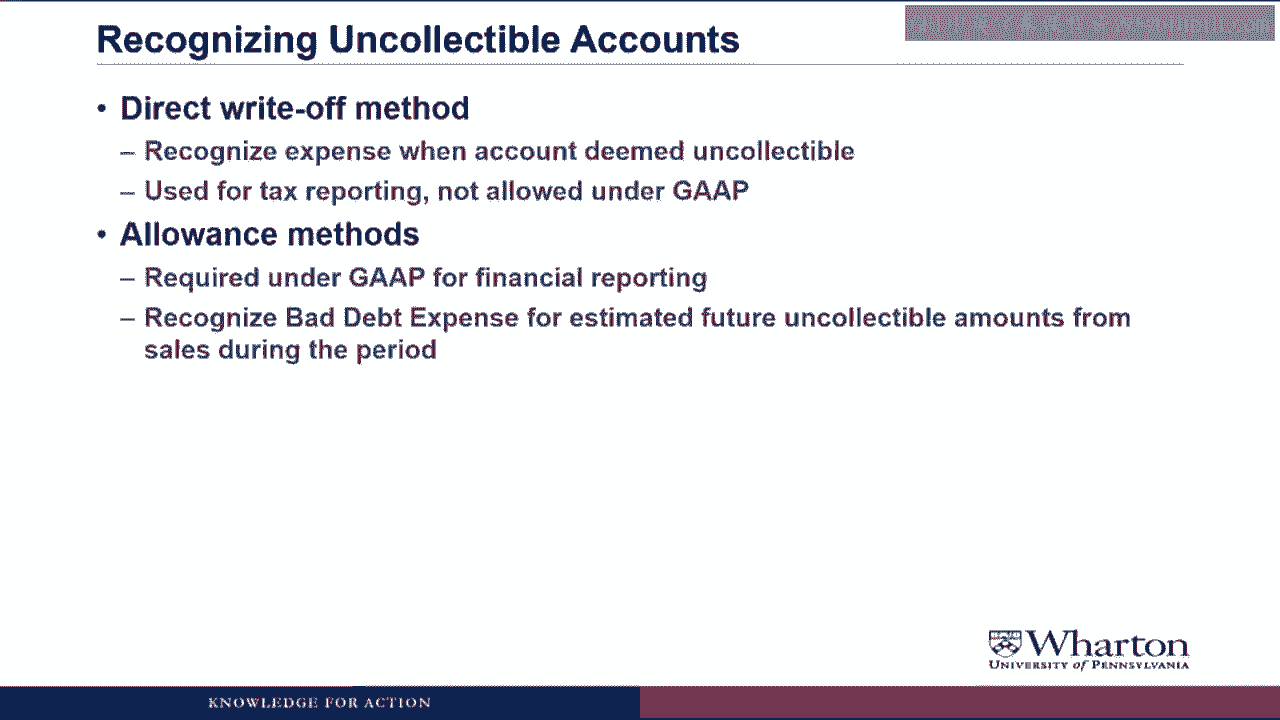 Recognizing Uncollectible Accounts
• Direct write-off method
– Recognize expense when account deemed uncollectible
– Used for tax reporting, not allowed under GAAP
• Allowance methods
– Required under GAAP for financial reporting
– Recognize Bad Debt Expense for estimated future uncollectible amounts from
sales during the period
Wharton
UNIVERSITY of PENNSYLVANIA
KNOWLEDGE FOR ACTION